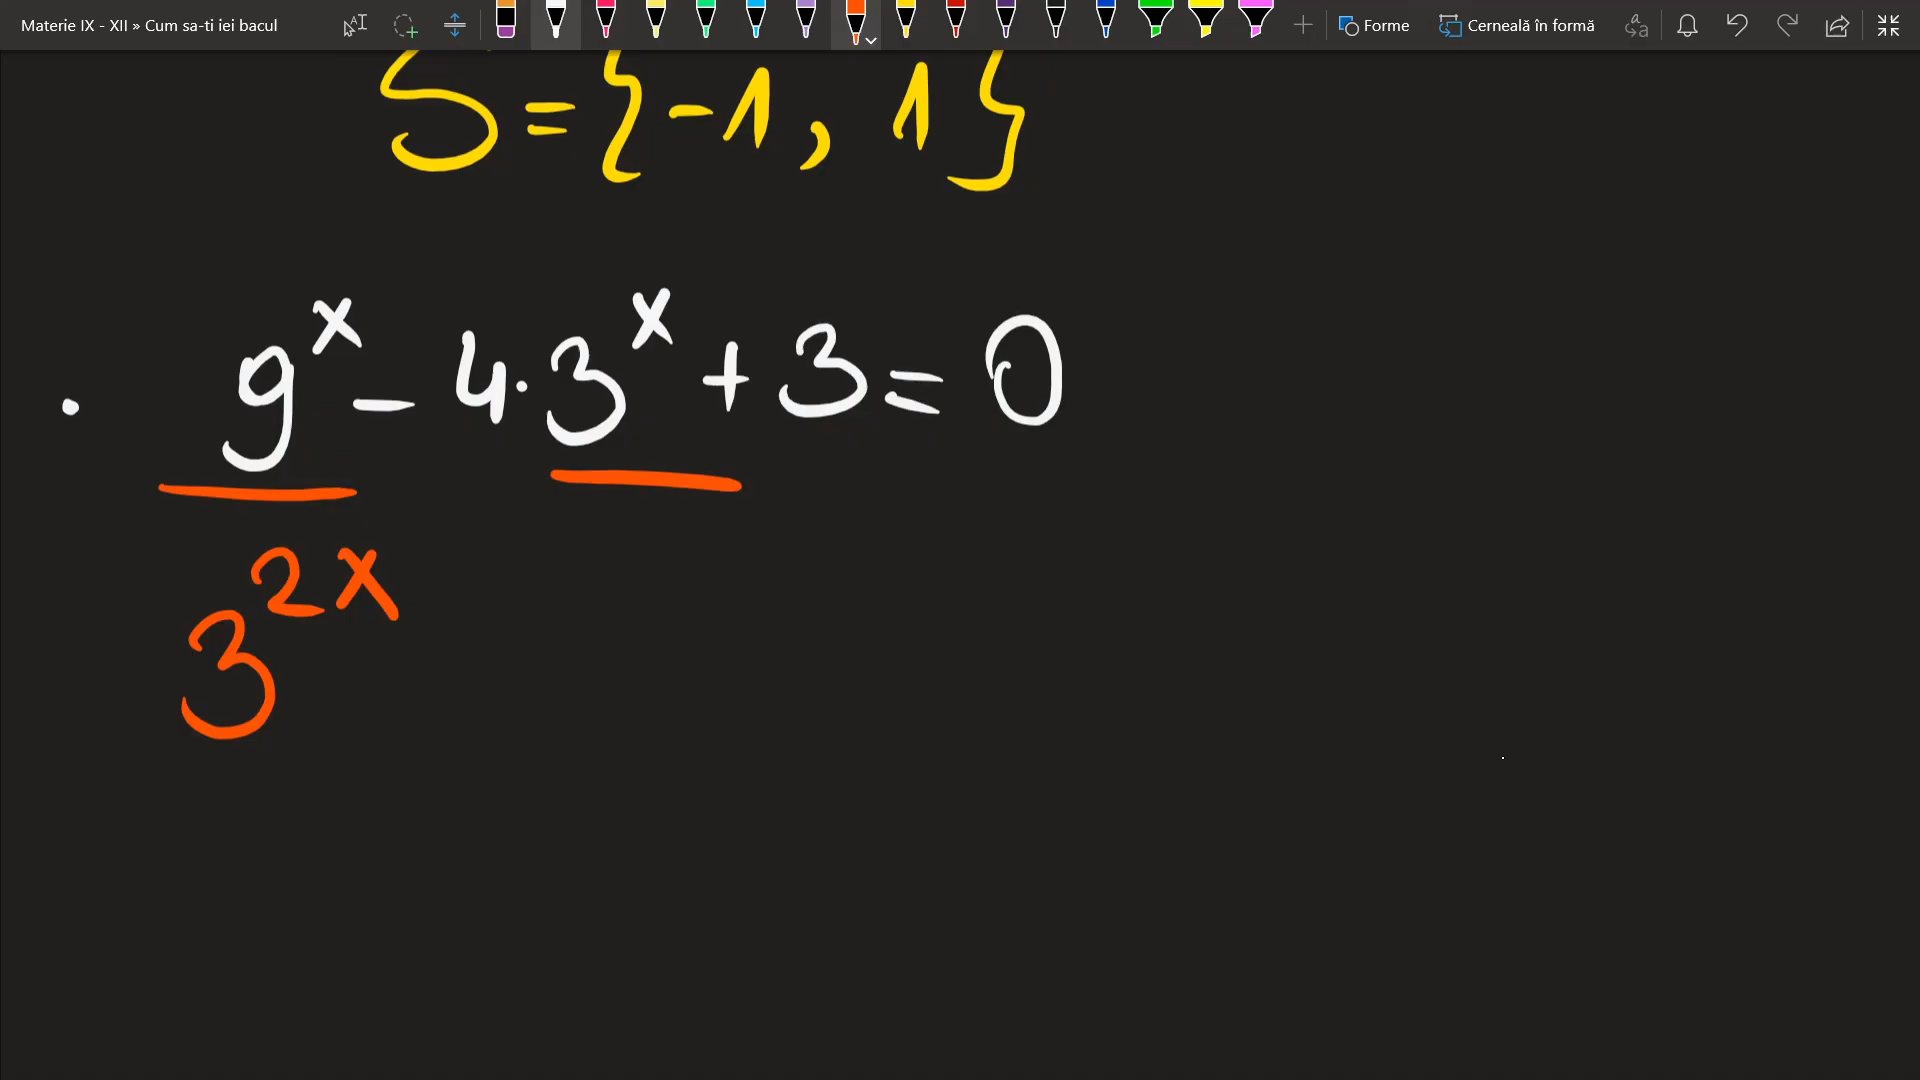 Materie IX - XII » Cum sa-ti iei bacul Forme Cerneală în formă
S = { -1 , 1 }
. 9^x - 4 · 3^x + 3 = 0
3^2x